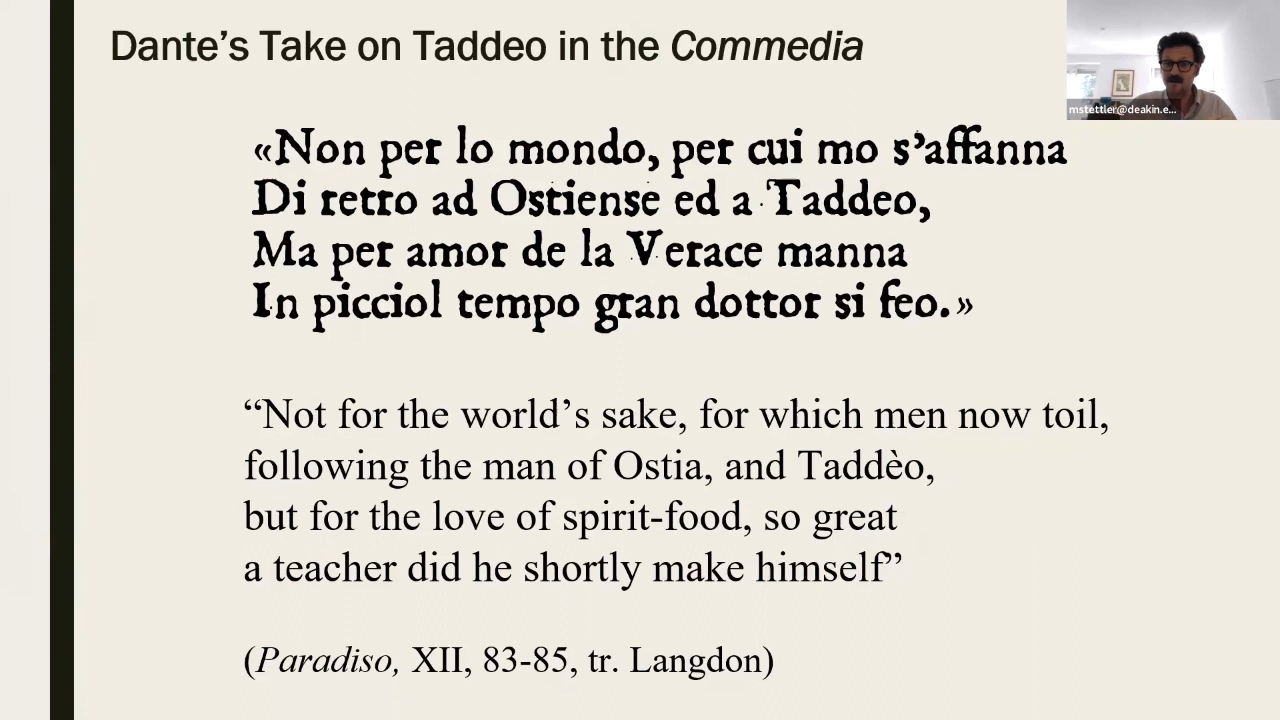 Dante’s Take on Taddeo in the Commedia
mstettler@deakin.e...
«Non per lo mondo, per cui mo s’affanna
Di retro ad Ostiense ed a Taddeo,
Ma per amor de la Verace manna
In picciol tempo gran dottor si feo.»
“Not for the world’s sake, for which men now toil,
following the man of Ostia, and Taddèo,
but for the love of spirit-food, so great
a teacher did he shortly make himself”
(Paradiso, XII, 83-85, tr. Langdon)